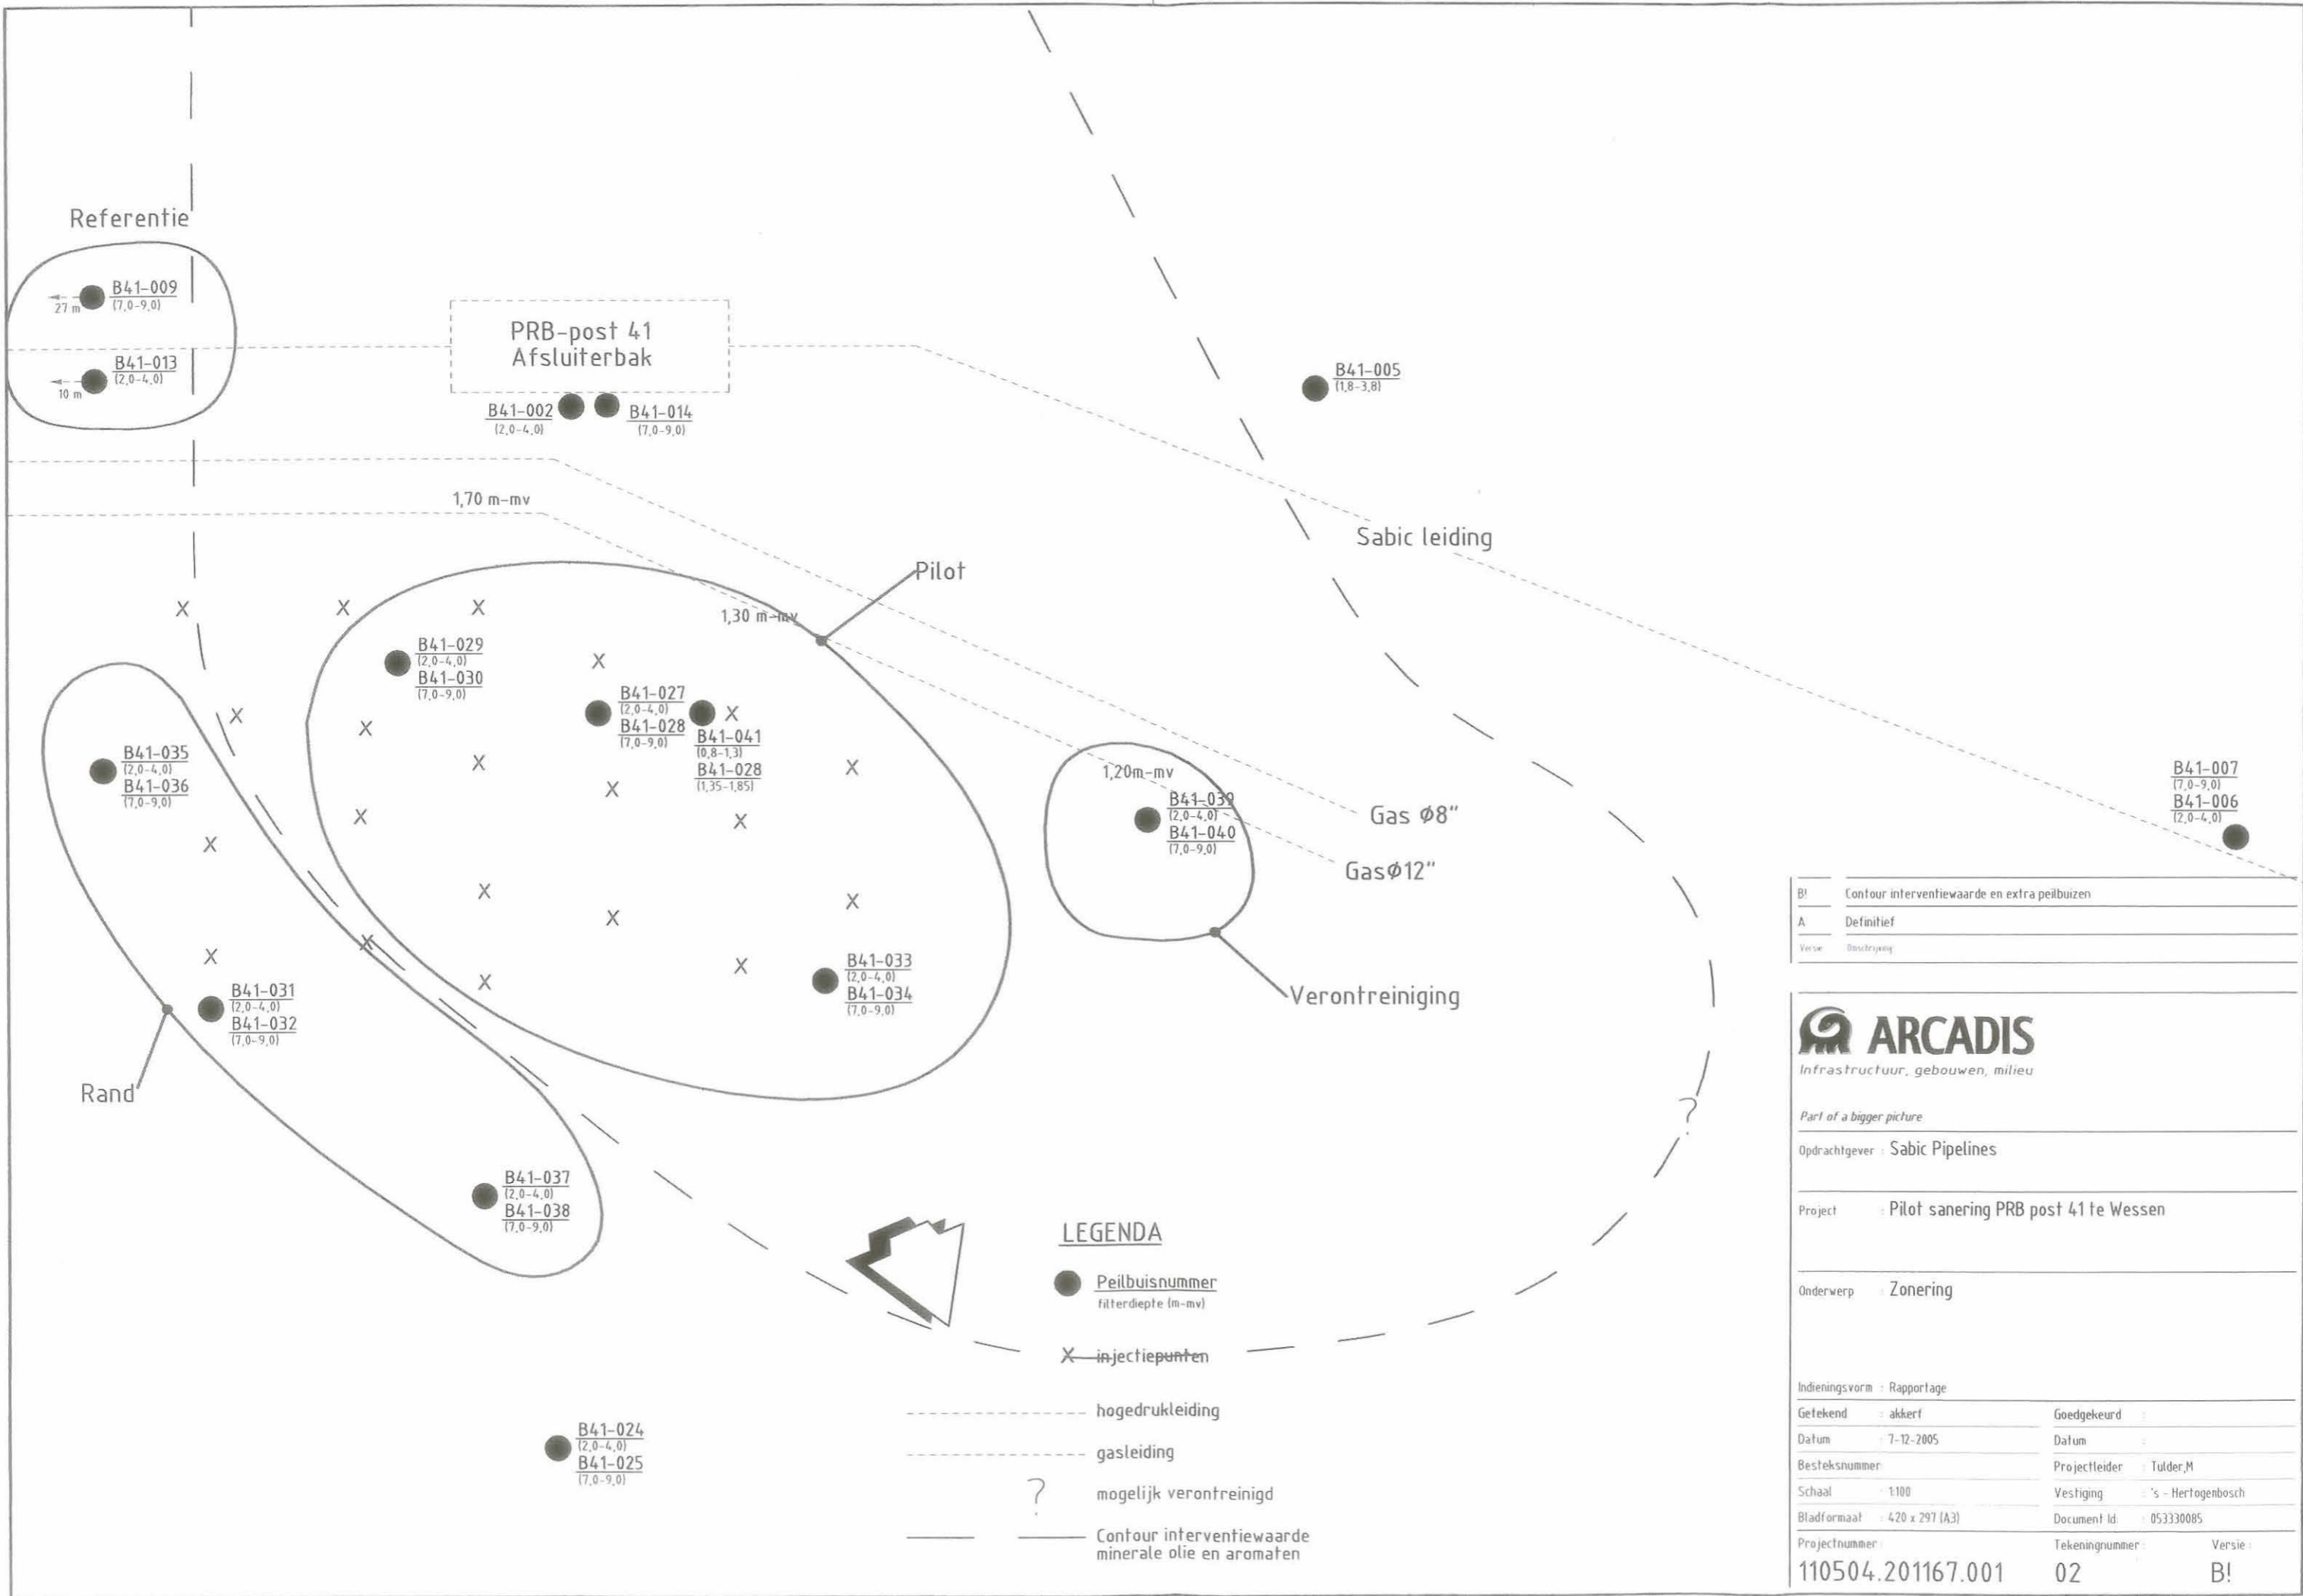 Referentie
B41-009
(7,0-9,0)
27 m
B41-013
(2,0-4,0)
10 m
PRB-post 41
Afsluiterbak
B41-002
(2,0-4,0)
B41-014
(7,0-9,0)
B41-005
(1,8-3,8)
1,70 m-mv
Sabic leiding
Pilot
1,30 m-mv
X
X
X
B41-029
(2,0-4,0)
B41-030
(7,0-9,0)
X
B41-027
(2,0-4,0)
B41-028
(7,0-9,0)
X
B41-041
(0,8-1,3)
B41-028
(1,35-1,85)
X
X
B41-035
(2,0-4,0)
B41-036
(7,0-9,0)
X
X
X
1,20m-mv
B41-039
(2,0-4,0)
B41-040
(7,0-9,0)
Gas Ø8"
GasØ12"
B41-007
(7,0-9,0)
B41-006
(2,0-4,0)
X
X
X
X
X
X
X
X
X
X
X
B41-033
(2,0-4,0)
B41-034
(7,0-9,0)
Verontreiniging
B41-031
(2,0-4,0)
B41-032
(7,0-9,0)
Rand
?
B41-037
(2,0-4,0)
B41-038
(7,0-9,0)
B41-024
(2,0-4,0)
B41-025
(7,0-9,0)
LEGENDA
Peilbuisnummer
filterdiepte (m-mv)
X injectiepunten
hogedrukleiding
gasleiding
? mogelijk verontreinigd
Contour interventiewaarde
minerale olie en aromaten
B! Contour interventiewaarde en extra peilbuizen
A Definitief
Versie Omschrijving
ARCADIS
Infrastructuur, gebouwen, milieu
Part of a bigger picture
Opdrachtgever : Sabic Pipelines
Project : Pilot sanering PRB post 41 te Wessen
Onderwerp : Zonering
Indieningsvorm : Rapportage
Getekend : akkerf Goedgekeurd :
Datum : 7-12-2005 Datum :
Besteksnummer: Projectleider : Tulder,M
Schaal : 1:100 Vestiging : 's - Hertogenbosch
Bladformaat : 420 x 297 (A3) Document Id. : 053330085
Projectnummer : Tekeningnummer : Versie :
110504.201167.001 02 B!